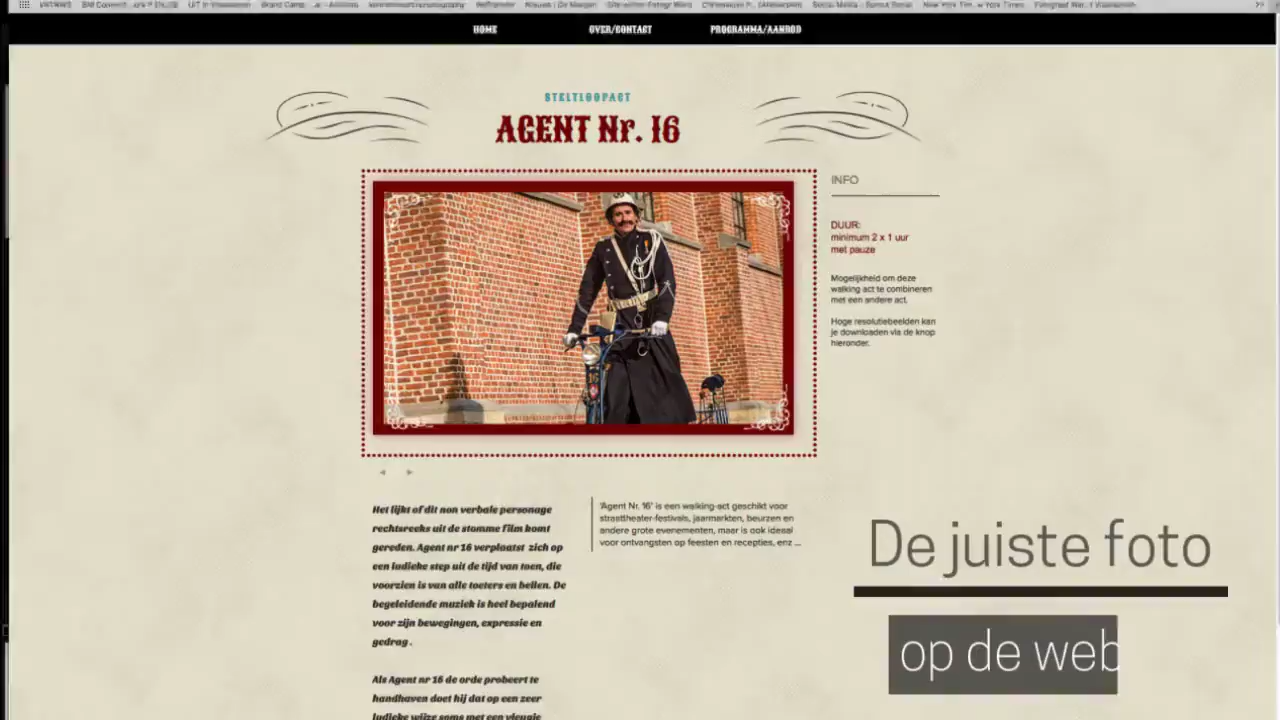 HOME
OVER/CONTACT
PROGRAMMA/AANBOD
STELTLOOPACT
AGENT Nr. 16
INFO
DUUR:
minimum 2 x 1 uur
met pauze
Mogelijkheid om deze
walking act te combineren
met een andere act.
Hoge resolutiebeelden kan
je downloaden via de knop
hieronder.
Het lijkt of dit non verbale personage
rechtsreeks uit de stomme film komt
gereden. Agent nr 16 verplaatst zich op
een ludieke step uit de tijd van toen, die
voorzien is van alle toeters en bellen. De
begeleidende muziek is heel bepalend
voor zijn bewegingen, expressie en
gedrag .
Als Agent nr 16 de orde probeert te
handhaven doet hij dat op een zeer
ludieke wijze soms met een vleugje
'Agent Nr. 16' is een walking-act geschikt voor
straattheater-festivals, jaarmarkten, beurzen en
andere grote evenementen, maar is ook ideaal
voor ontvangsten op feesten en recepties, enz ...
De juiste foto
op de web